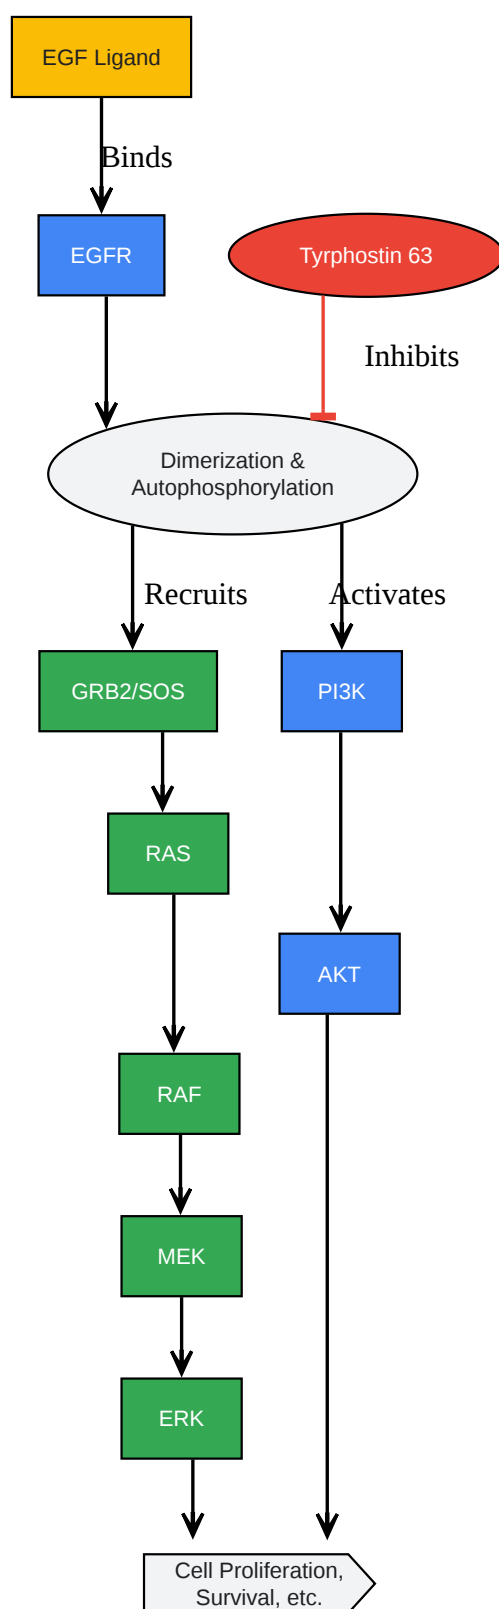 EGF Ligand
Binds
EGFR
Tyrphostin 63
Inhibits
Dimerization &
Autophosphorylation
Recruits
Activates
GRB2/SOS
PI3K
RAS
AKT
RAF
MEK
ERK
Cell Proliferation,
Survival, etc.